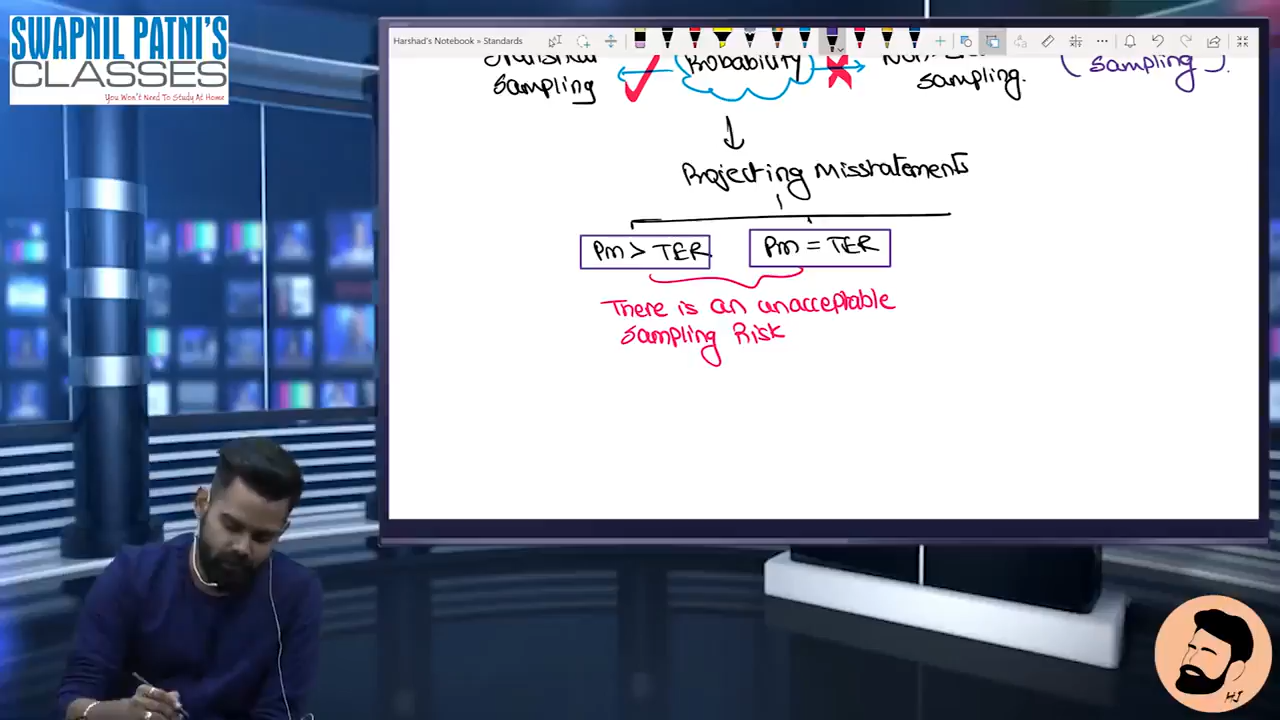 SWAPNIL PATNI'S
CLASSES
You Won't Need To Study At Home
Harshad's Notebook » Standards
Probability
Sampling
sampling.
(Sampling).
Projecting Misstatements
Pm > TER
Pm = TER
There is an unacceptable
Sampling Risk
HJ